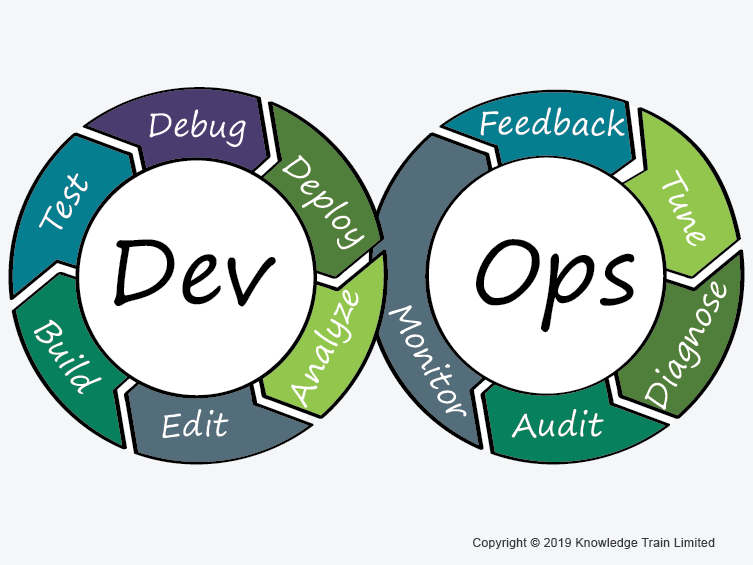 Debug
Deploy
Analyze
Edit
Build
Test
Dev
Feedback
Tune
Diagnose
Audit
Monitor
Ops
Copyright © 2019 Knowledge Train Limited